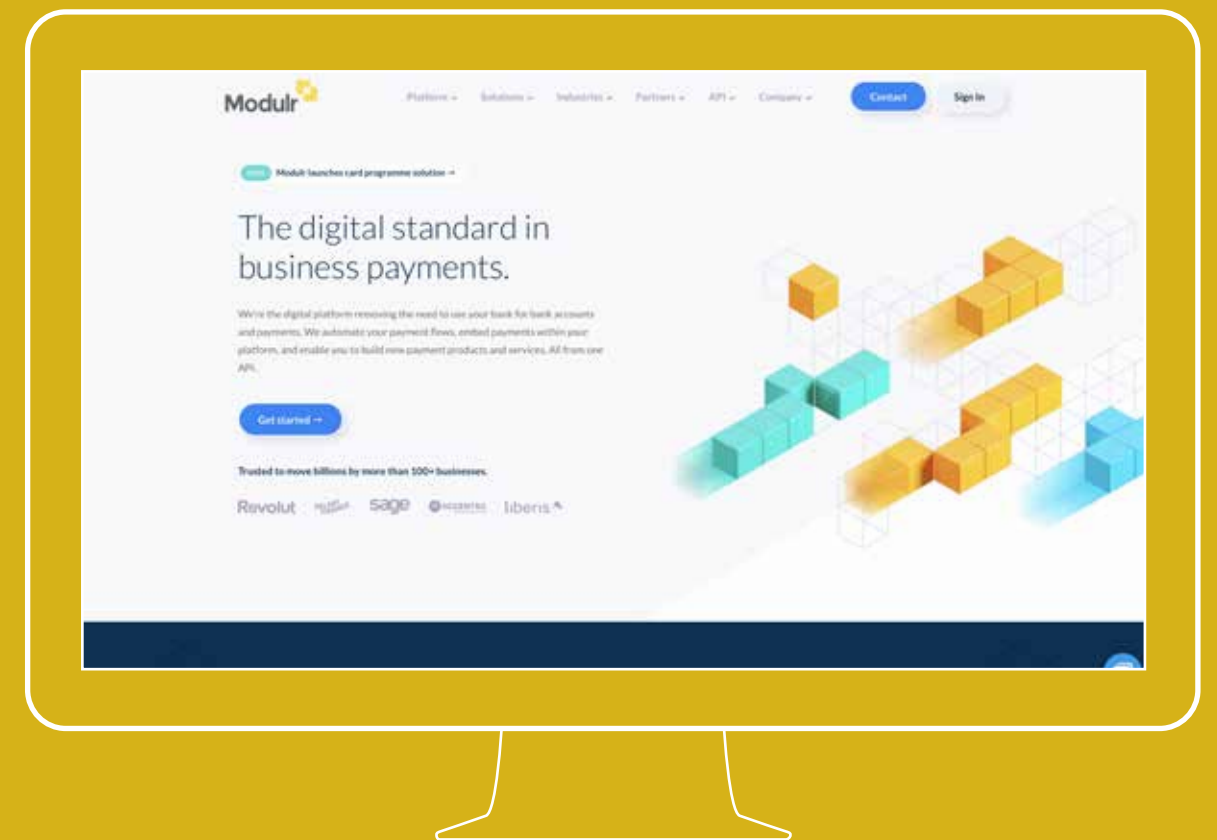 Modulr
Platform Solutions Industries Partners API Company Contact Sign In
Modulr launches card programme solution →
The digital standard in
business payments.
We're the digital platform removing the need to use your bank for bank accounts
and payments. We automate your payment flows, embed payments within your
platform, and enable you to build new payment products and services. All from one
API.
Get started →
Trusted to move billions by more than 100+ businesses.
Revolut sage liberis